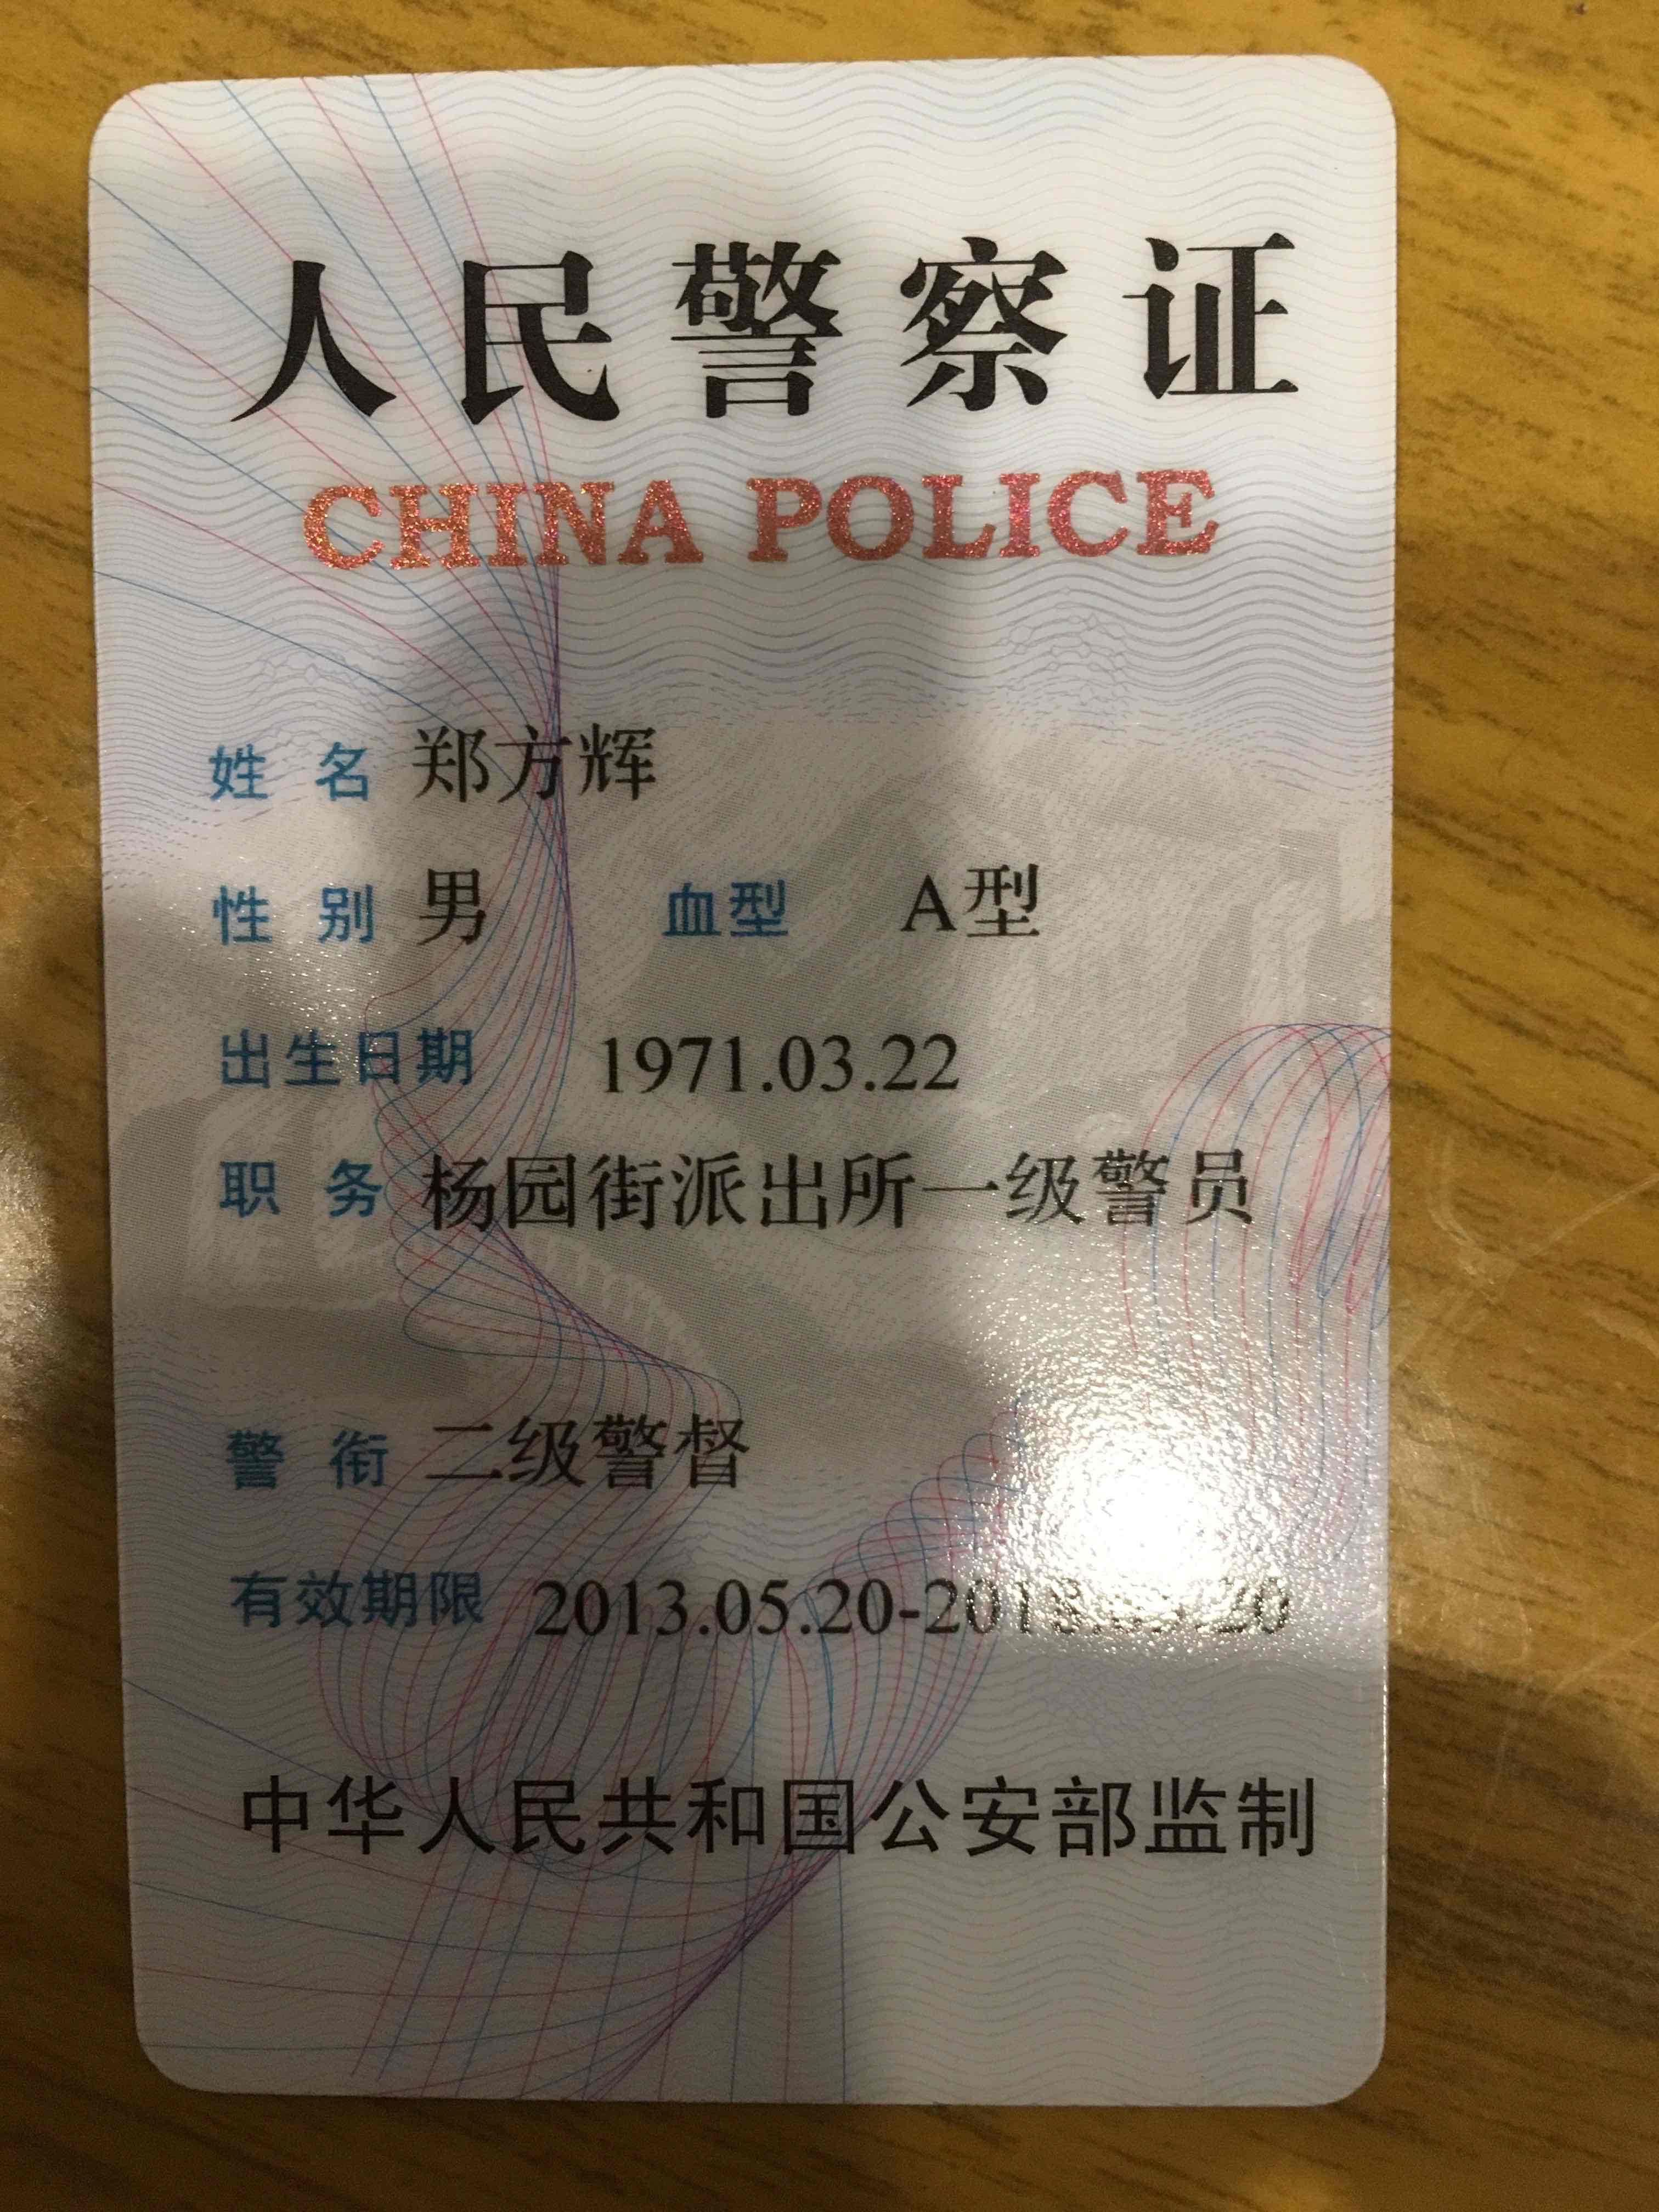 人民警察证
CHINA POLICE
姓 名 郑方辉
性 别 男 血型 A型
出生日期 1971.03.22
职 务 杨园街派出所一级警员
警 衔 二级警督
有效期限 2013.05.20-
中华人民共和国公安部监制